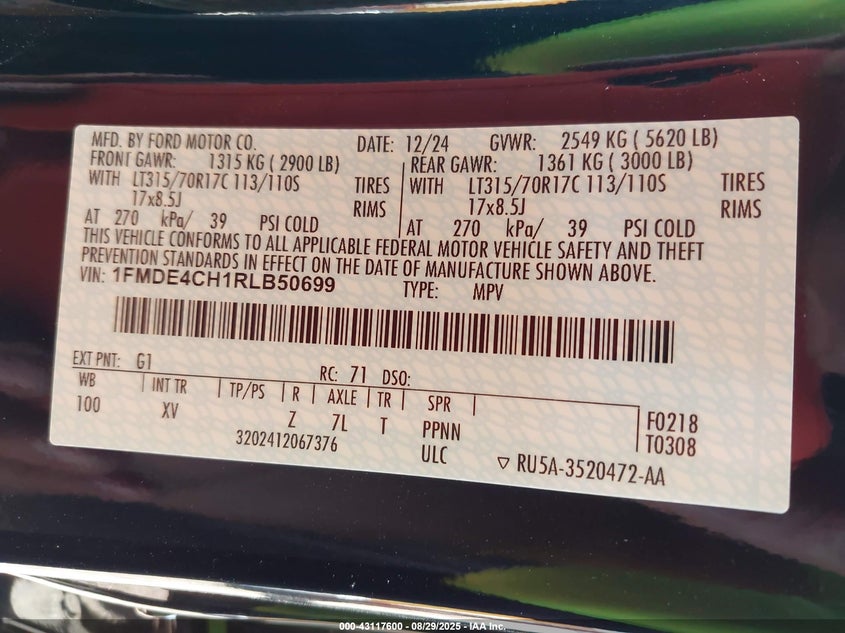 MFD. BY FORD MOTOR CO. DATE: 12/24 GVWR: 2549 KG ( 5620 LB)
FRONT GAWR: 1315 KG ( 2900 LB) REAR GAWR: 1361 KG ( 3000 LB)
WITH LT315/70R17C 113/110S TIRES WITH LT315/70R17C 113/110S TIRES
17x8.5J RIMS 17x8.5J RIMS
AT 270 kPa/ 39 PSI COLD AT 270 kPa/ 39 PSI COLD
THIS VEHICLE CONFORMS TO ALL APPLICABLE FEDERAL MOTOR VEHICLE SAFETY AND THEFT
PREVENTION STANDARDS IN EFFECT ON THE DATE OF MANUFACTURE SHOWN ABOVE.
VIN: 1FMDE4CH1RLB50699 TYPE: MPV
EXT PNT: G1 RC: 71 DSO:
WB INT TR TP/PS R AXLE TR SPR
100 XV Z 7L T PPNN F0218
3202412067376 ULC T0308
RU5A-3520472-AA
000-43117600 - 08/29/2025 - IAA Inc.